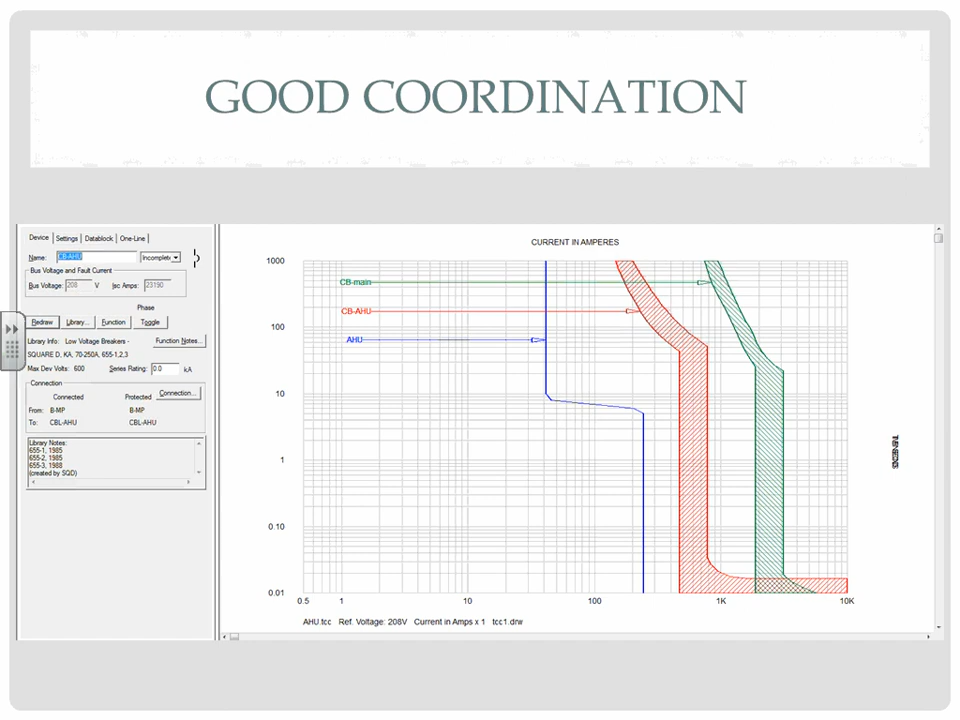 GOOD COORDINATION
Device Settings Datablock One-Line
Name: CB-AHU Incomplet
Bus Voltage and Fault Current
Bus Voltage: 208 V Isc Amps: 23190
Phase
Redraw Library... Function Toggle
Library Info: Low Voltage Breakers - Function Notes...
SQUARE D, KA, 70-250A, 655-1,2,3
Max Dev Volts: 600 Series Rating: 0.0 kA
Connection
Connected Protected Connection...
From: B-MP B-MP
To: CBL-AHU CBL-AHU
Library Notes:
655-1, 1985
655-2, 1985
655-3, 1988
(created by SQD)
CURRENT IN AMPERES
1000
CB-main
CB-AHU
100
AHU
10
1
0.10
0.01
0.5 1 10 100 1K 10K
AHU.tcc Ref. Voltage: 208V Current in Amps x 1 tcc1.drw